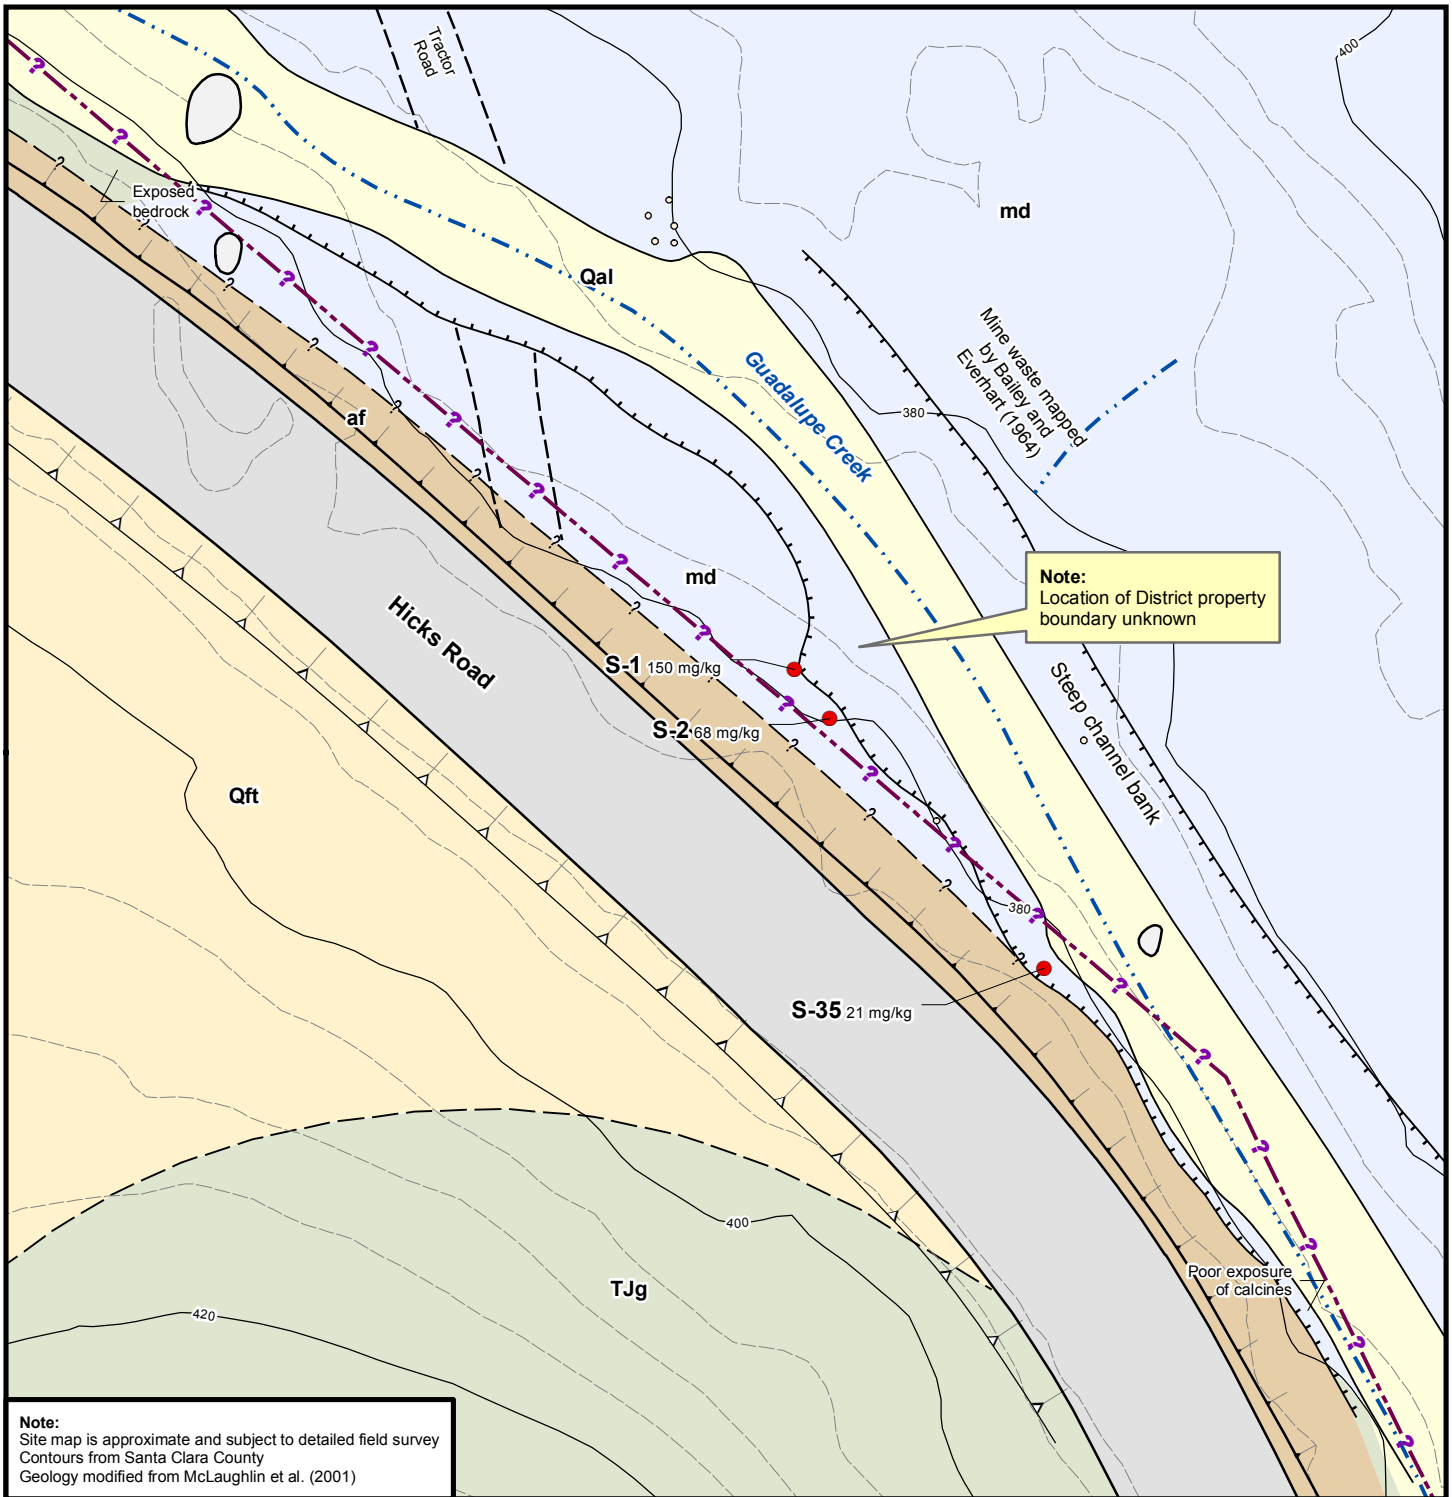 Tractor
Road
400
Exposed
bedrock
md
Qal
Mine waste mapped
by Bailey and
Everhart (1964)
Guadalupe Creek
380
af
md
Note:
Location of District property
boundary unknown
Hicks Road
S-1 150 mg/kg
S-2 68 mg/kg
Steep channel bank
Qft
380
S-35 21 mg/kg
400
Poor exposure
of calcines
TJg
420
Note:
Site map is approximate and subject to detailed field survey
Contours from Santa Clara County
Geology modified from McLaughlin et al. (2001)